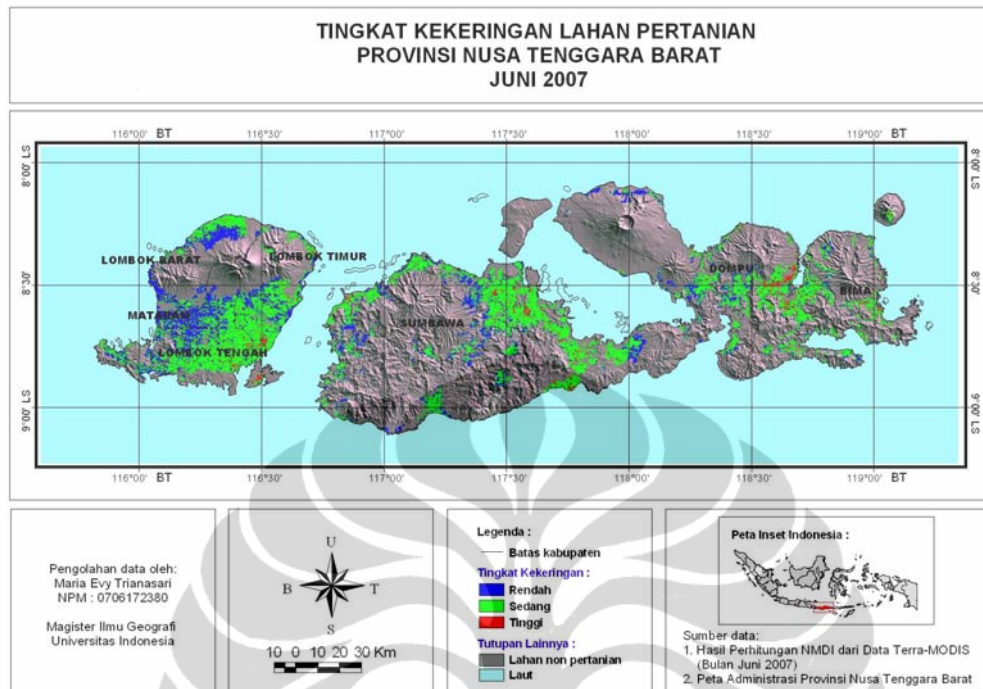 TINGKAT KEKERINGAN LAHAN PERTANIAN
PROVINSI NUSA TENGGARA BARAT
JUNI 2007
116°00' BT 116°30' 117°00' 117°30' 118°00' 118°30' 119°00' BT
8°00' LS 8°00' LS
LOMBOK BARAT LOMBOK TIMUR DOMPU
8°30' 8°30'
BIMA
MATARAM SUMBAWA
LOMBOK TENGAH
9°00' LS 9°00' LS
116°00' BT 116°30' 117°00' 117°30' 118°00' 118°30' 119°00' BT
Pengolahan data oleh:
Maria Evy Trianasari
NPM : 0706172380
Magister Ilmu Geografi
Universitas Indonesia
U
B T
S
10 0 10 20 30 Km
Legenda :
Batas kabupaten
Tingkat Kekeringan :
Rendah
Sedang
Tinggi
Tutupan Lainnya :
Lahan non pertanian
Laut
Peta Inset Indonesia :
Sumber data:
1. Hasil Perhitungan NMDI dari Data Terra-MODIS
(Bulan Juni 2007)
2. Peta Administrasi Provinsi Nusa Tenggara Barat